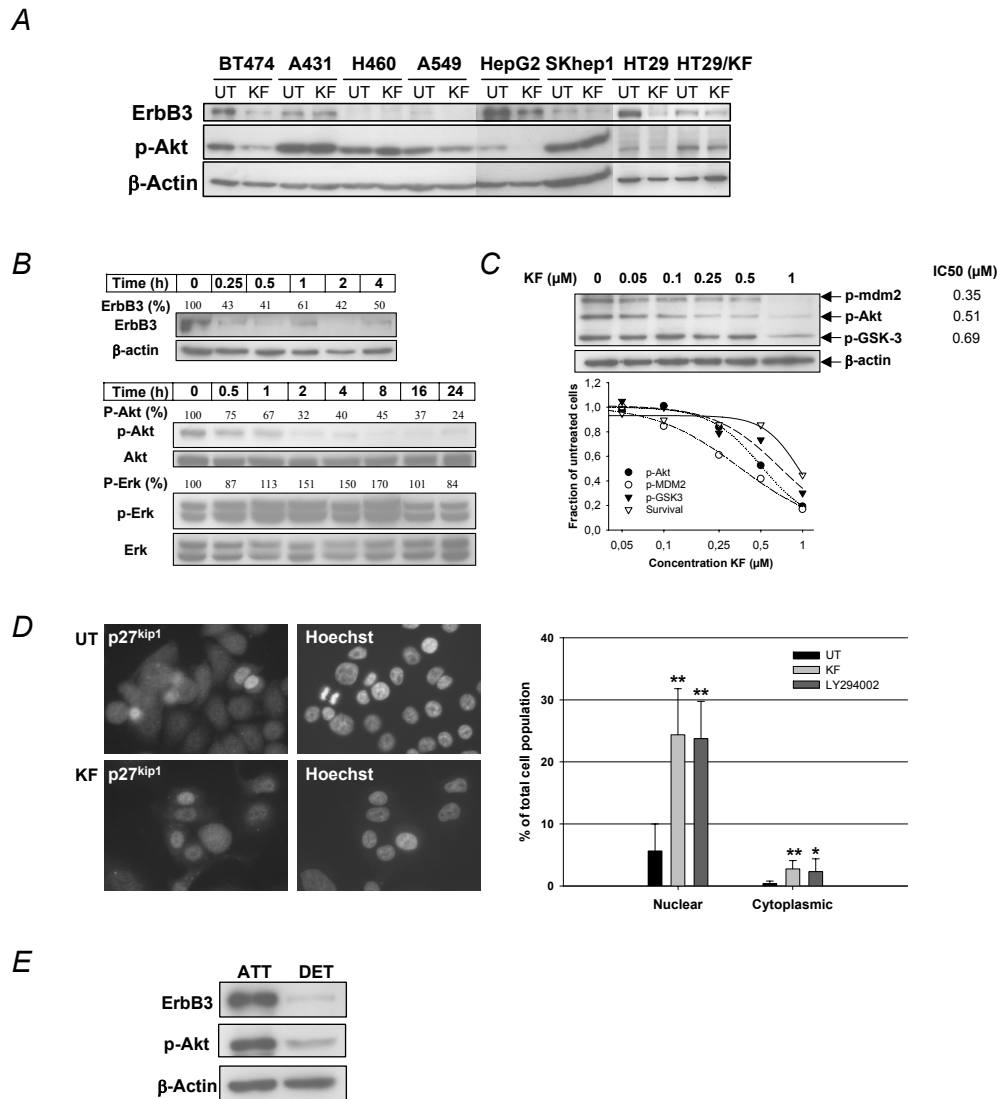 A
BT474 A431 H460 A549 HepG2 SKhep1 HT29 HT29/KF
UT KF UT KF UT KF UT KF UT KF UT KF UT KF UT KF
ErbB3
p-Akt
β-Actin
B
Time (h) 0 0.25 0.5 1 2 4
ErbB3 (%) 100 43 41 61 42 50
ErbB3
β-actin
Time (h) 0 0.5 1 2 4 8 16 24
P-Akt (%) 100 75 67 32 40 45 37 24
p-Akt
Akt
P-Erk (%) 100 87 113 151 150 170 101 84
p-Erk
Erk
C
KF (µM) 0 0.05 0.1 0.25 0.5 1 IC50 (µM)
p-mdm2 0.35
p-Akt 0.51
p-GSK-3 0.69
β-actin
Fraction of untreated cells
1,2
1,0
0,8
0,6
0,4
0,2
0,0
p-Akt
p-MDM2
p-GSK3
Survival
0,05 0,1 0,25 0,5 1
Concentration KF (µM)
D
UT p27kip1 Hoechst
KF p27kip1 Hoechst
% of total cell population
40
30
20
10
0
UT
KF
LY294002
** ** ** *
Nuclear Cytoplasmic
E
ATT DET
ErbB3
p-Akt
β-Actin